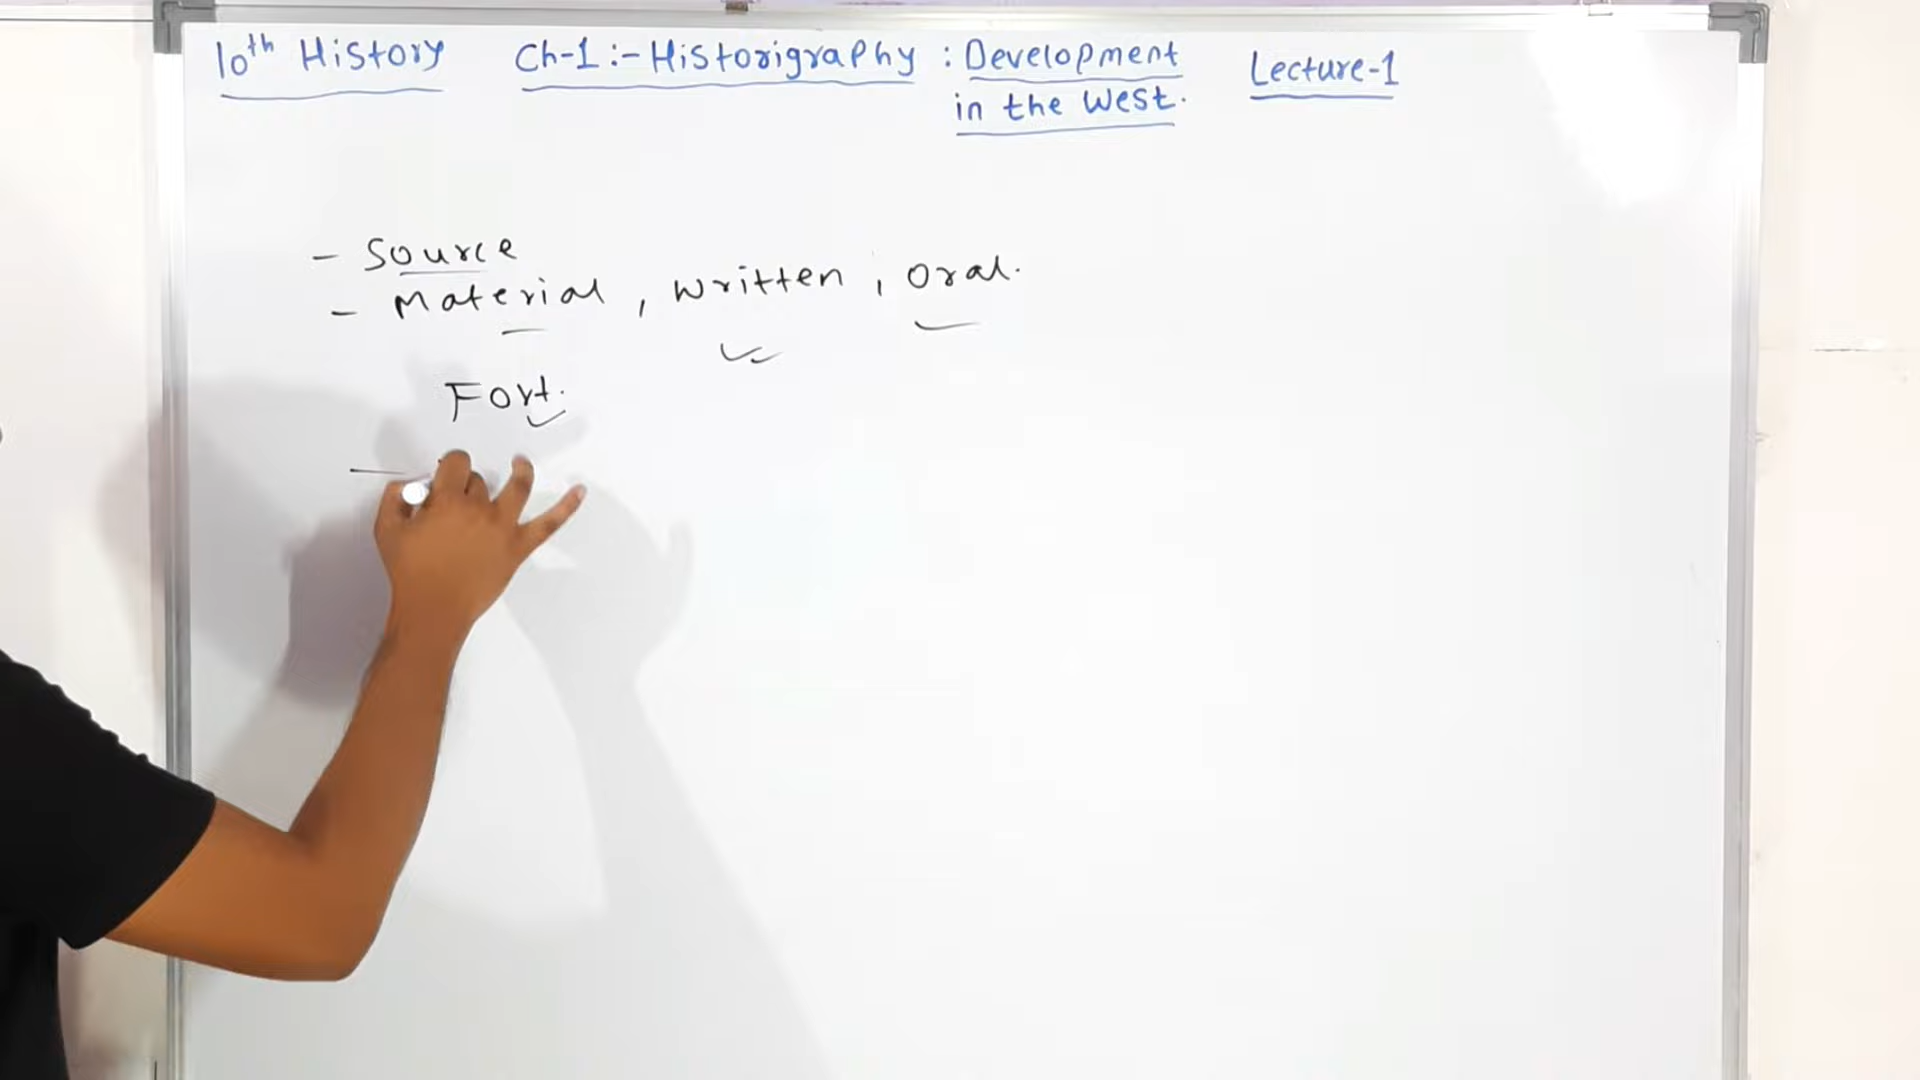 10th History Ch-1:- Historigraphy : Development Lecture-1
in the West.
- Source
- Material , written , oral.
Fort.